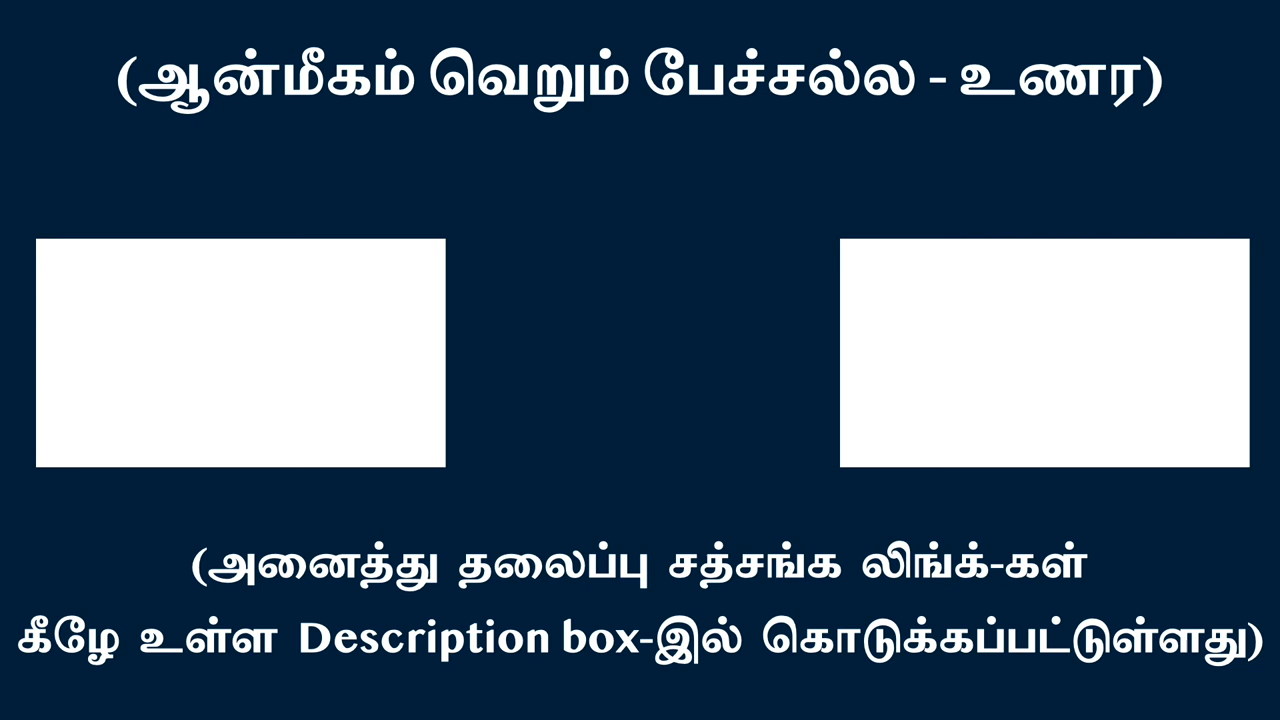 (ஆன்மீகம் வெறும் பேச்சல்ல - உணர)
(அனைத்து தலைப்பு சத்சங்க லிங்க்-கள்
கீழே உள்ள Description box-இல் கொடுக்கப்பட்டுள்ளது)